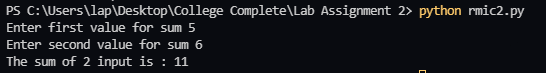 PS C:\Users\lap\Desktop\College Complete\Lab Assignment 2> python rmic2.py
Enter first value for sum 5
Enter second value for sum 6
The sum of 2 input is : 11